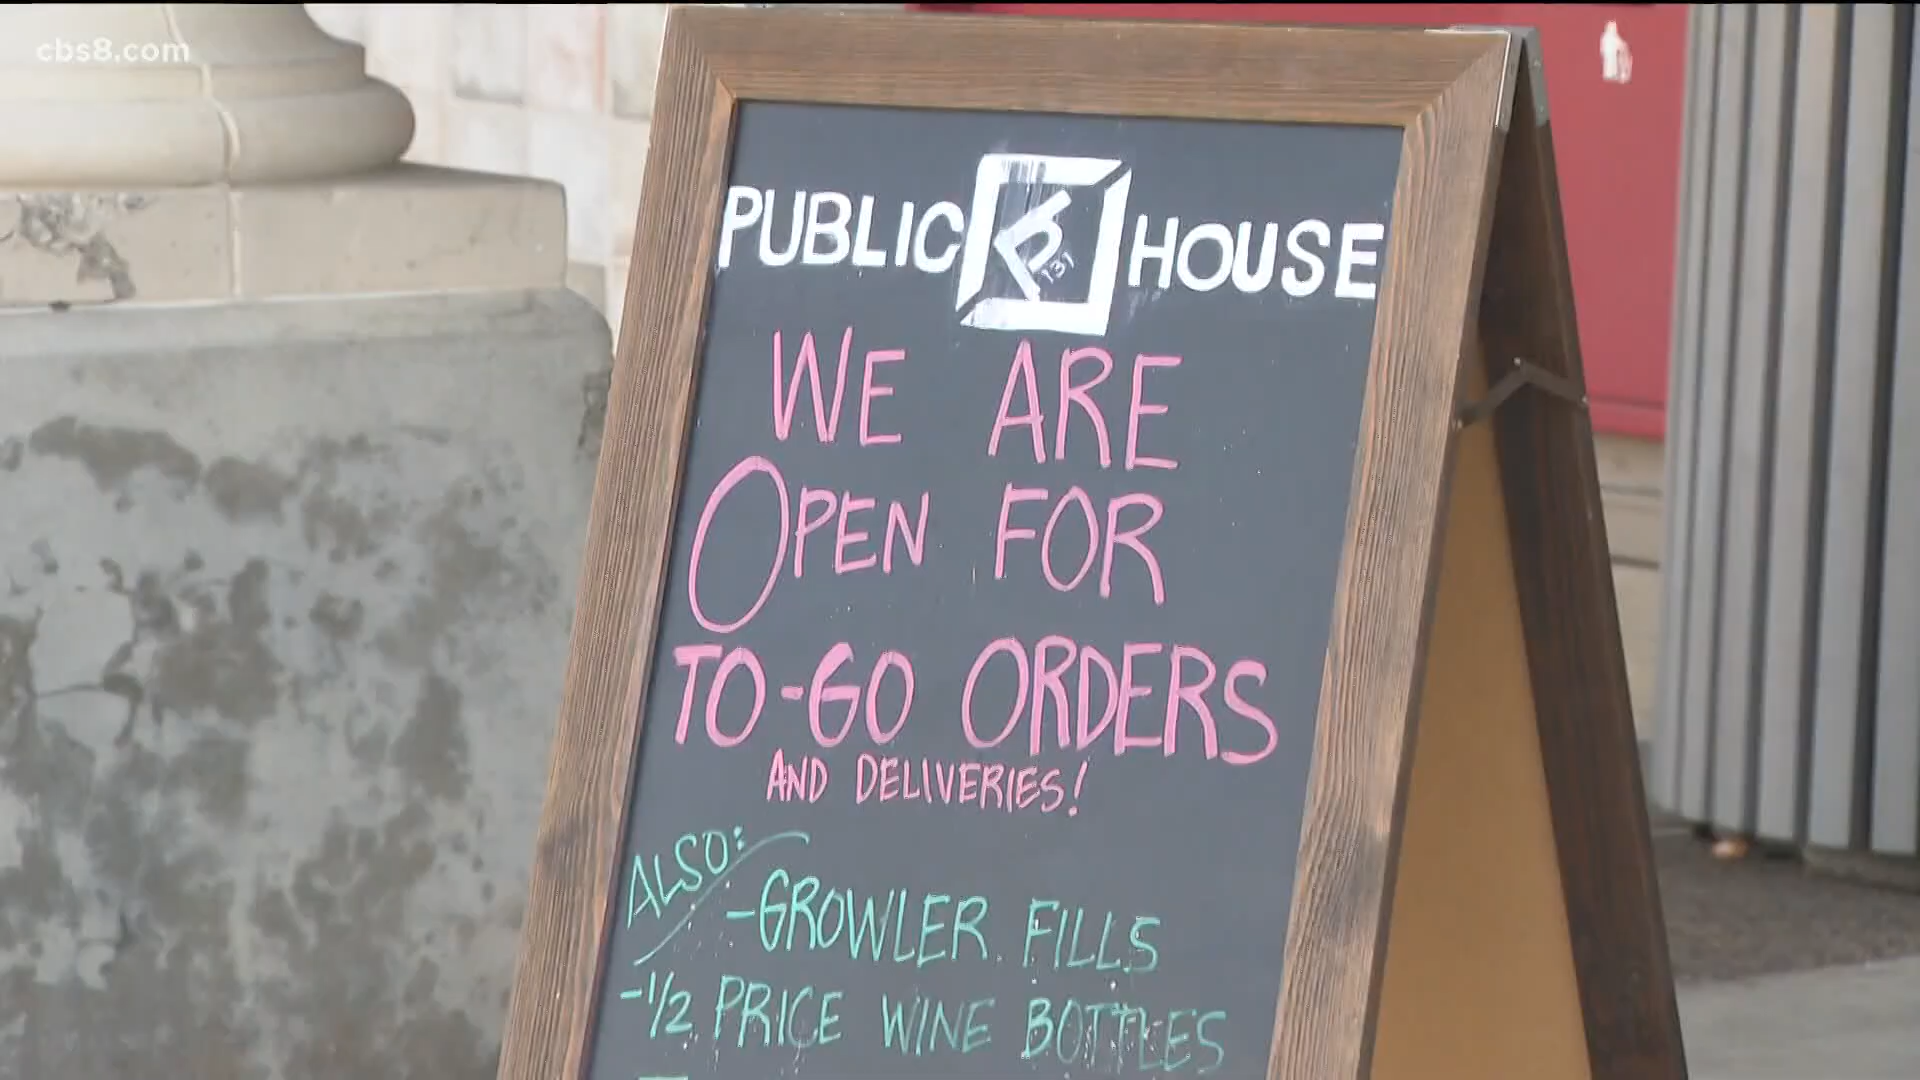 cbs8.com
PUBLIC HOUSE
131
WE ARE
OPEN FOR
TO-GO ORDERS
AND DELIVERIES!
ALSO:
-GROWLER FILLS
-1/2 PRICE WINE BOTTLES